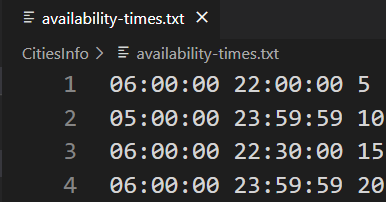 availability-times.txt
CitiesInfo > availability-times.txt
1 06:00:00 22:00:00 5
2 05:00:00 23:59:59 10
3 06:00:00 22:30:00 15
4 06:00:00 23:59:59 20